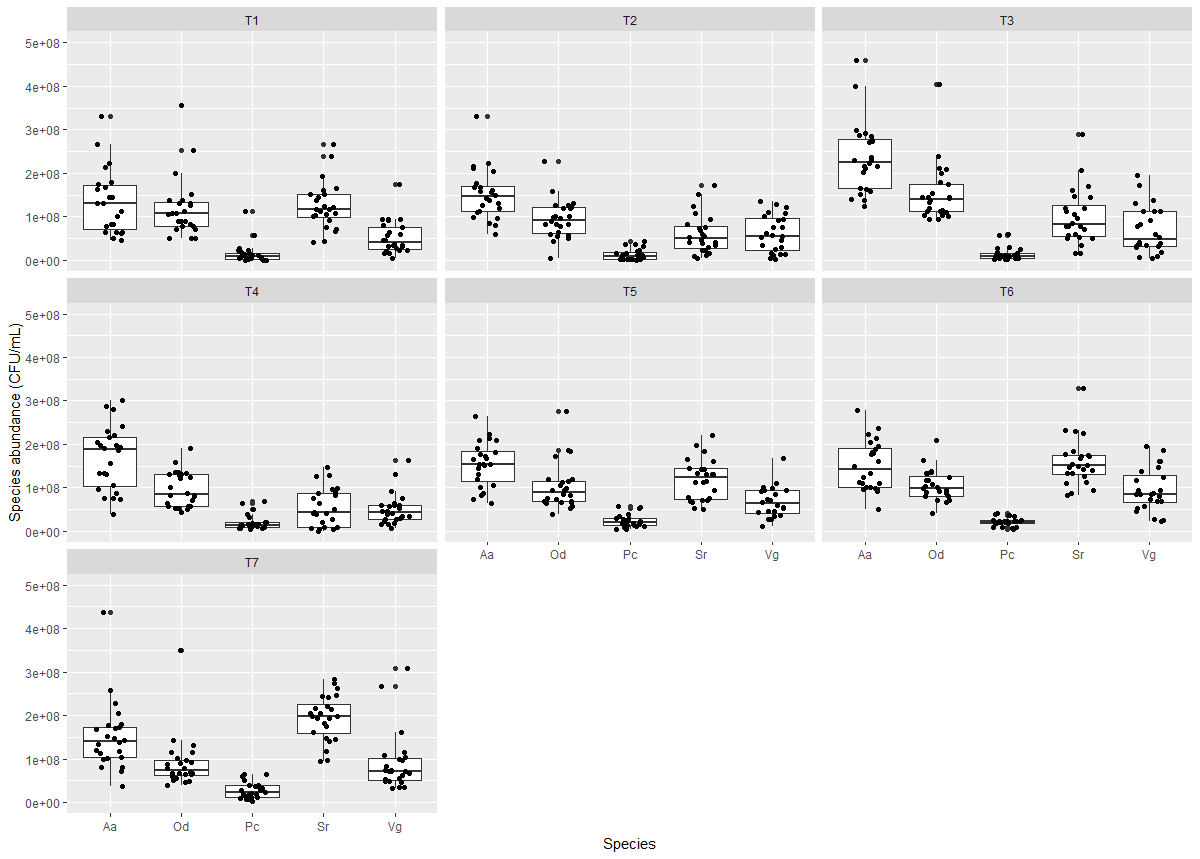 T1
T2
T3
5e+08
4e+08
3e+08
2e+08
1e+08
0e+00
T4
T5
T6
5e+08
4e+08
3e+08
2e+08
1e+08
0e+00
Aa Od Pc Sr Vg
Aa Od Pc Sr Vg
T7
5e+08
4e+08
3e+08
2e+08
1e+08
0e+00
Aa Od Pc Sr Vg
Species abundance (CFU/mL)
Species